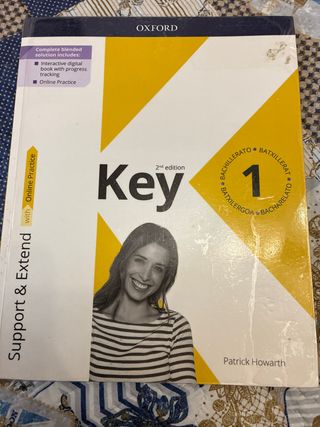 OXFORD
Complete blended
solution includes:
• Interactive digital
book with progress
tracking
• Online Practice
2nd edition
Key
BACHILLERATO • BATXILLERAT • BACHARELATO • BATXILERGOA •
1
Support & Extend with Online Practice
Patrick Howarth